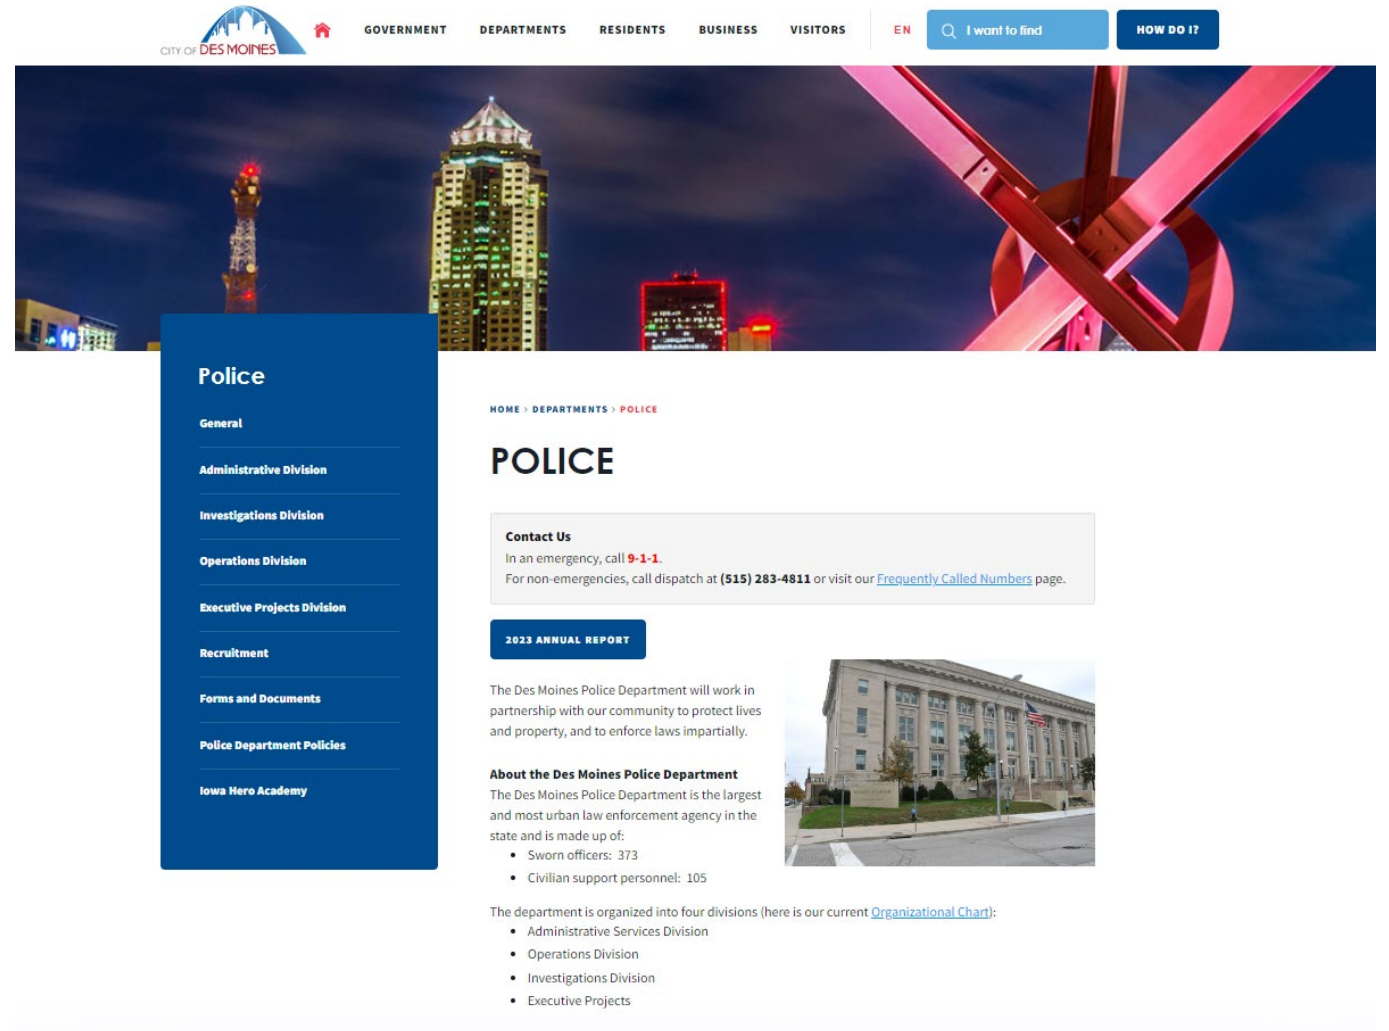 CITY OF DES MOINES
GOVERNMENT DEPARTMENTS RESIDENTS BUSINESS VISITORS EN I want to find HOW DO I?
Police
General
Administrative Division
Investigations Division
Operations Division
Executive Projects Division
Recruitment
Forms and Documents
Police Department Policies
Iowa Hero Academy
HOME > DEPARTMENTS > POLICE
POLICE
Contact Us
In an emergency, call 9-1-1.
For non-emergencies, call dispatch at (515) 283-4811 or visit our Frequently Called Numbers page.
2023 ANNUAL REPORT
The Des Moines Police Department will work in
partnership with our community to protect lives
and property, and to enforce laws impartially.
About the Des Moines Police Department
The Des Moines Police Department is the largest
and most urban law enforcement agency in the
state and is made up of:
• Sworn officers: 373
• Civilian support personnel: 105
The department is organized into four divisions (here is our current Organizational Chart):
• Administrative Services Division
• Operations Division
• Investigations Division
• Executive Projects